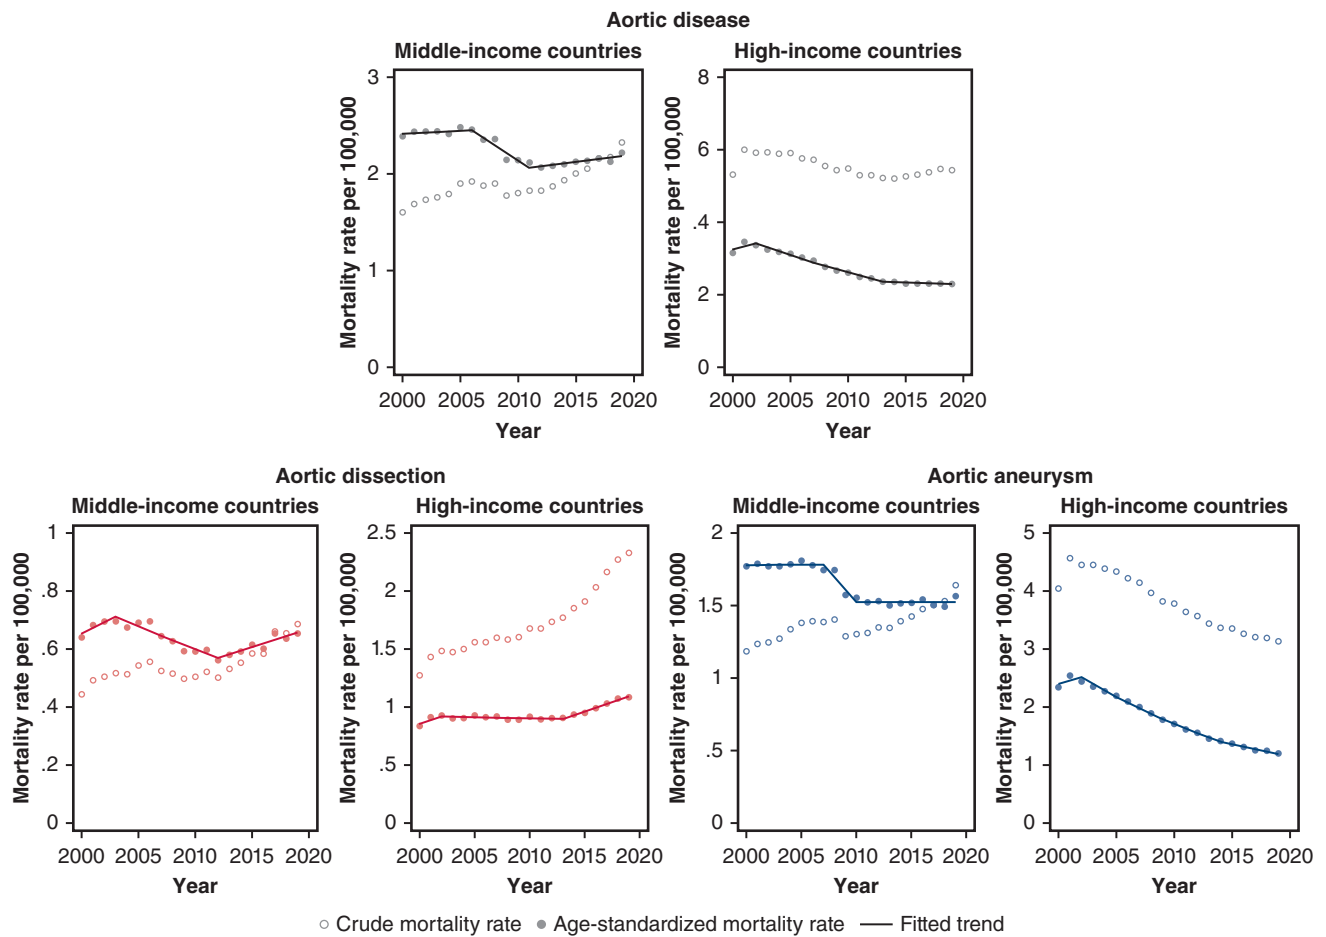 Aortic disease
Middle-income countries
High-income countries
Mortality rate per 100,000
3
2
1
0
2000 2005 2010 2015 2020
Year
Mortality rate per 100,000
8
6
.4
2
0
2000 2005 2010 2015 2020
Year
Aortic dissection
Middle-income countries
High-income countries
Mortality rate per 100,000
1
.8
.6
.4
.2
0
2000 2005 2010 2015 2020
Year
Mortality rate per 100,000
2.5
2
1.5
1
.5
0
2000 2005 2010 2015 2020
Year
Aortic aneurysm
Middle-income countries
High-income countries
Mortality rate per 100,000
2
1.5
1
.5
0
2000 2005 2010 2015 2020
Year
Mortality rate per 100,000
5
4
3
2
1
0
2000 2005 2010 2015 2020
Year
Crude mortality rate Age-standardized mortality rate Fitted trend